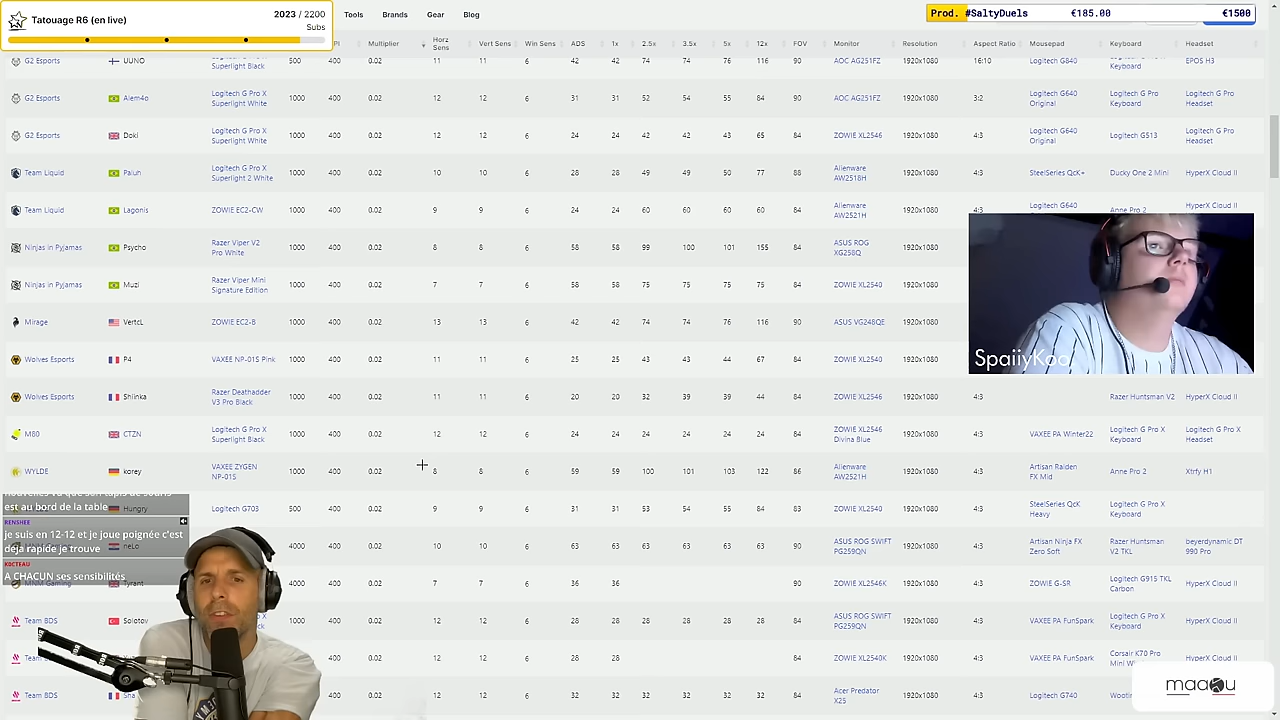 Tatouage R6 (en live) 2023 / 2200
Subs
Tools Brands Gear Blog
Prod. #SaltyDuels €185.00 €1500
Multiplier Horz Sens Vert Sens Win Sens ADS 1x 2.5x 3.5x 5x 12x FOV Monitor Resolution Aspect Ratio Mousepad Keyboard Headset
G2 Esports UUNO Superlight Black 500 400 0.02 11 11 6 42 42 74 74 76 116 90 AOC AG251FZ 1920x1080 16:10 Logitech G840 Keyboard EPOS H3
G2 Esports Alem4o Logitech G Pro X Superlight White 1000 400 0.02 12 12 6 31 31 52 54 55 84 90 AOC AG251FZ 1920x1080 3:2 Logitech G640 Original Logitech G Pro Keyboard Logitech G Pro Headset
G2 Esports Doki Logitech G Pro X Superlight White 1000 400 0.02 12 12 6 24 24 42 42 42 65 84 ZOWIE XL2546 1920x1080 4:3 Logitech G640 Original Logitech G513 Logitech G Pro Headset
Team Liquid Paluh Logitech G Pro X Superlight 2 White 1000 400 0.02 10 10 6 28 28 49 49 50 77 88 Alienware AW2518H 1920x1080 4:3 SteelSeries QcK+ Ducky One 2 Mini HyperX Cloud II
Team Liquid Lagonis ZOWIE EC2-CW 1000 400 0.02 9 9 6 24 24 60 60 60 60 84 Alienware AW2521H 1920x1080 4:3 Logitech G640 Anne Pro 2 HyperX Cloud II
Ninjas in Pyjamas Psycho Razer Viper V2 Pro White 1000 400 0.02 8 8 6 58 58 99 101 155 84 ASUS ROG XG258Q 1920x1080
Ninjas in Pyjamas Muzi Razer Viper Mini Signature Edition 1000 400 0.02 7 7 6 58 58 75 75 75 75 84 ZOWIE XL2540 1920x1080
Mirage VertcL ZOWIE EC2-B 1000 400 0.02 13 13 6 42 42 74 74 76 116 90 ASUS VG248QE 1920x1080
Wolves Esports P4 VAXEE NP-01S Pink 1000 400 0.02 11 11 6 25 25 43 43 44 67 84 ZOWIE XL2540 1920x1080
Wolves Esports Shiinka Razer Deathadder V3 Pro Black 1000 400 0.02 11 11 6 20 20 32 39 39 44 84 ZOWIE XL2546 1920x1080 4:3 Razer Huntsman V2 HyperX Cloud II
SpaiiyKoo
M80 CTZN Logitech G Pro X Superlight Black 1000 400 0.02 12 12 6 24 24 24 24 24 24 84 ZOWIE XL2546 Divina Blue 1920x1080 4:3 VAXEE PA Winter22 Logitech G Pro X Keyboard Logitech G Pro X Headset
WYLDE korey VAXEE ZYGEN NP-01S 1000 400 0.02 8 8 6 59 59 100 101 103 122 86 Alienware AW2521H 1920x1080 4:3 Artisan Raiden FX Mid Anne Pro 2 Xtrfy H1
Hungry Logitech G703 500 400 0.02 9 9 6 31 31 53 54 55 84 84 ZOWIE XL2540 1920x1080 4:3 SteelSeries QcK Heavy Logitech G Pro X Keyboard
est au bord de la table
RENSHEE
je suis en 12-12 et je joue poignée c'est
déjà rapide je trouve
KOCTEAU
A CHACUN ses sensibilités
neLo 4000 400 0.02 10 10 6 63 63 63 63 63 63 84 ASUS ROG SWIFT PG259QN 1920x1080 4:3 Artisan Ninja FX Zero Soft Razer Huntsman V2 TKL beyerdynamic DT 990 Pro
MNM Gaming Tyrant 4000 400 0.02 7 7 6 36 36 90 ZOWIE XL2546K 1920x1080 4:3 ZOWIE G-SR Logitech G915 TKL Carbon HyperX Cloud II
Team BDS Solotov 1000 400 0.02 12 12 6 28 28 28 28 28 28 84 ASUS ROG SWIFT PG259QN 1920x1080 4:3 VAXEE PA FunSpark Logitech G Pro X Keyboard HyperX Cloud II
400 0.02 6 24 24 24 24 24 24 84 ZOWIE XL2540K 1920x1080 4:3 VAXEE PA FunSpark Corsair K70 Pro HyperX Cloud II
Team BDS 400 0.02 12 12 6 32 32 32 32 32 32 84 Acer Predator X25 1920x1080 4:3 Logitech G740